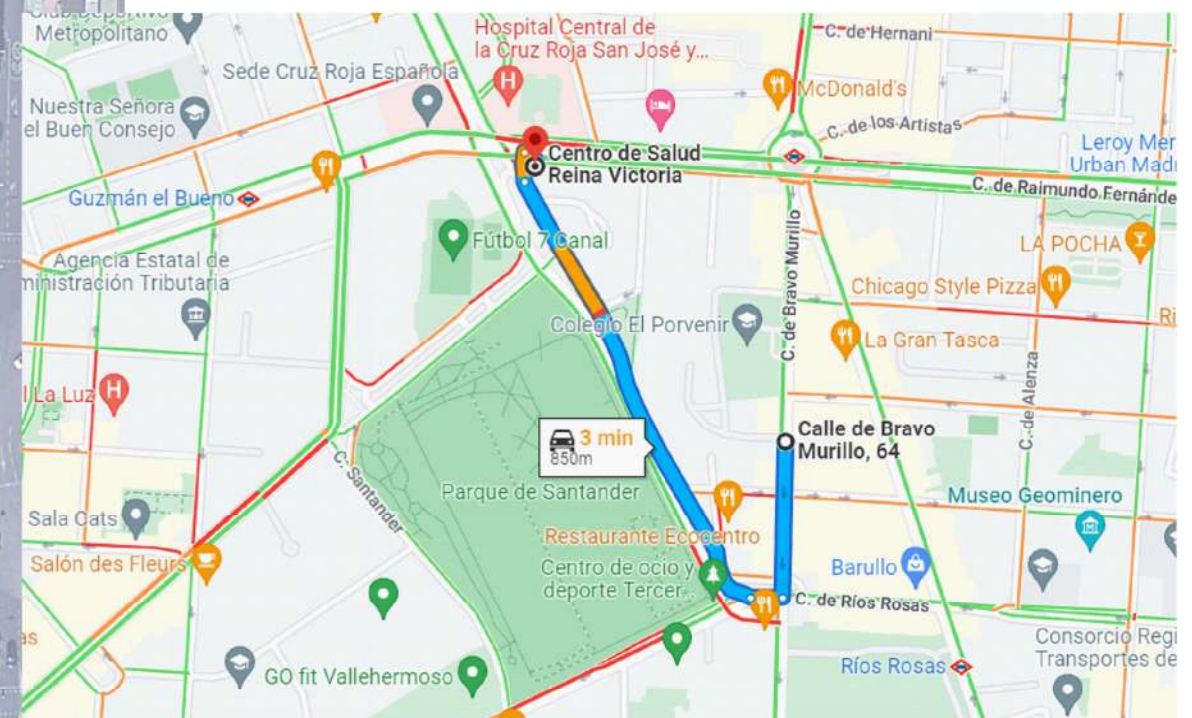 Metropolitano
Hospital Central de
la Cruz Roja San José y...
C. de Hernani
Sede Cruz Roja Española
McDonald's
Nuestra Señora
el Buen Consejo
C. de los Artistas
Leroy Mer
Urban Mad
Centro de Salud
Reina Victoria
C. de Raimundo Fernánde
Guzmán el Bueno
Fútbol 7 Canal
LA POCHA
Agencia Estatal de
ministración Tributaria
C. de Bravo Murillo
Chicago Style Pizza
Ri
Colegio El Porvenir
La Gran Tasca
l La Luz
H
H
C. de Alenza
3 min
850m
Calle de Bravo
Murillo, 64
C. Santander
Parque de Santander
Museo Geominero
Sala Cats
Restaurante Ecocentro
Salón des Fleurs
Centro de ocio y
deporte Tercer...
Barullo
C. de Ríos Rosas
as
Consorcio Regi
Transportes de
GO fit Vallehermoso
Ríos Rosas